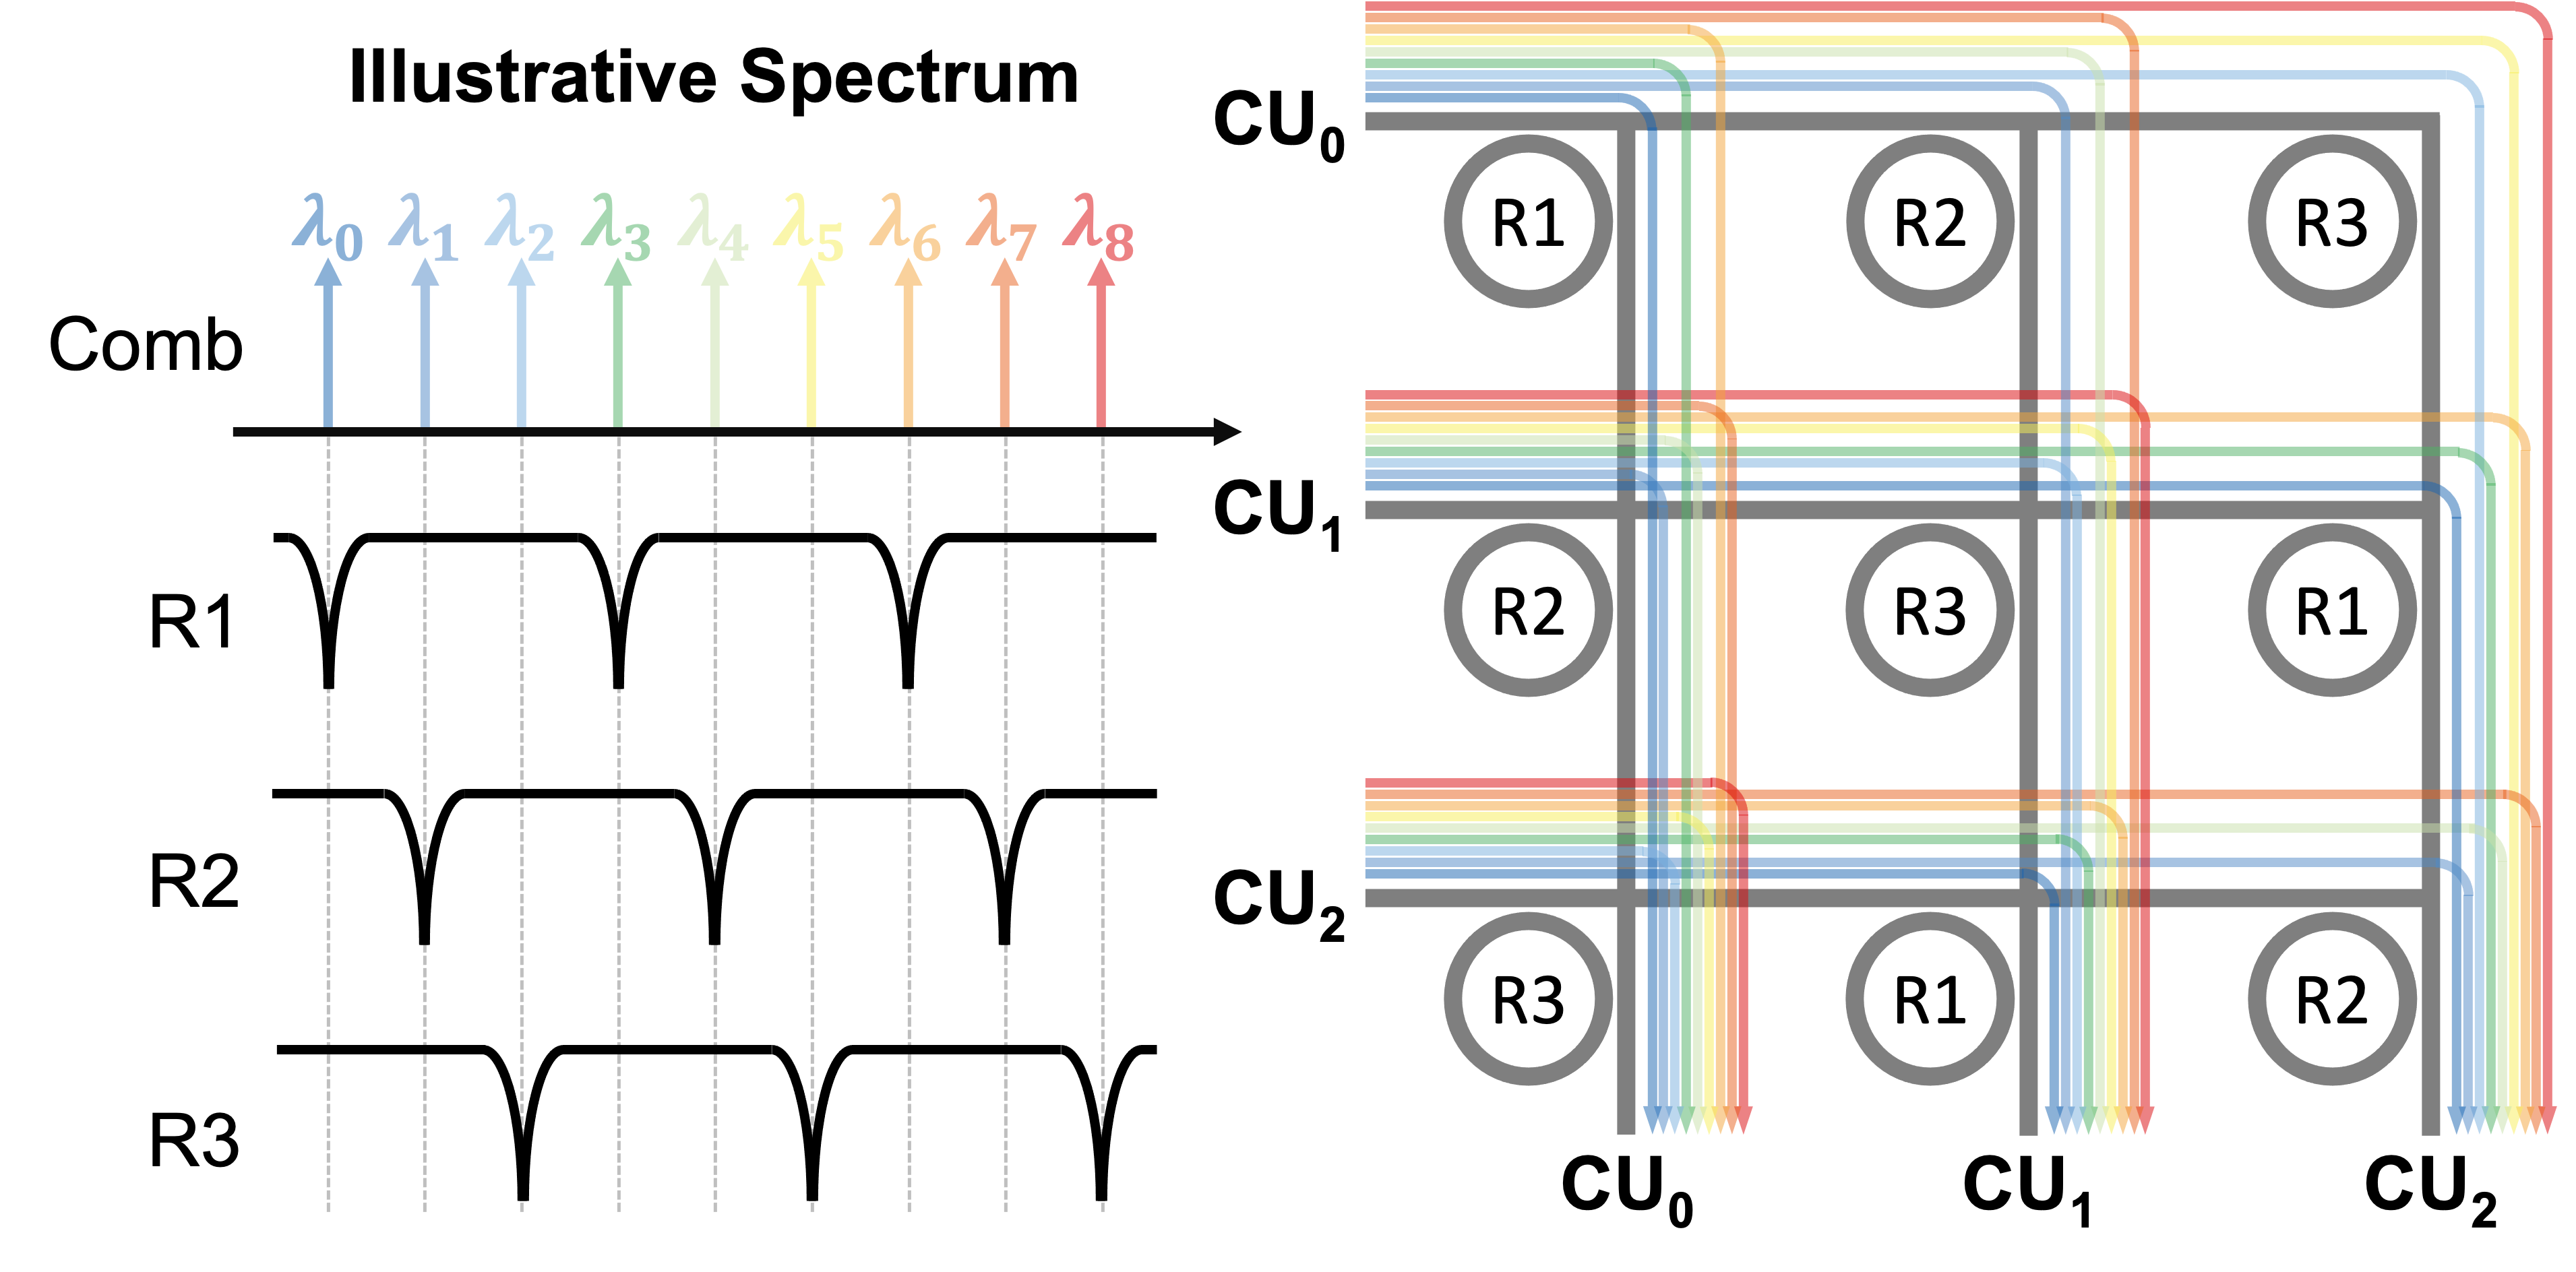 Illustrative Spectrum
λ0 λ1 λ2 λ3 λ4 λ5 λ6 λ7 λ8
Comb
R1
R2
R3
CU0
R1 R2 R3
CU1
R2 R3 R1
CU2
R3 R1 R2
CU0 CU1 CU2